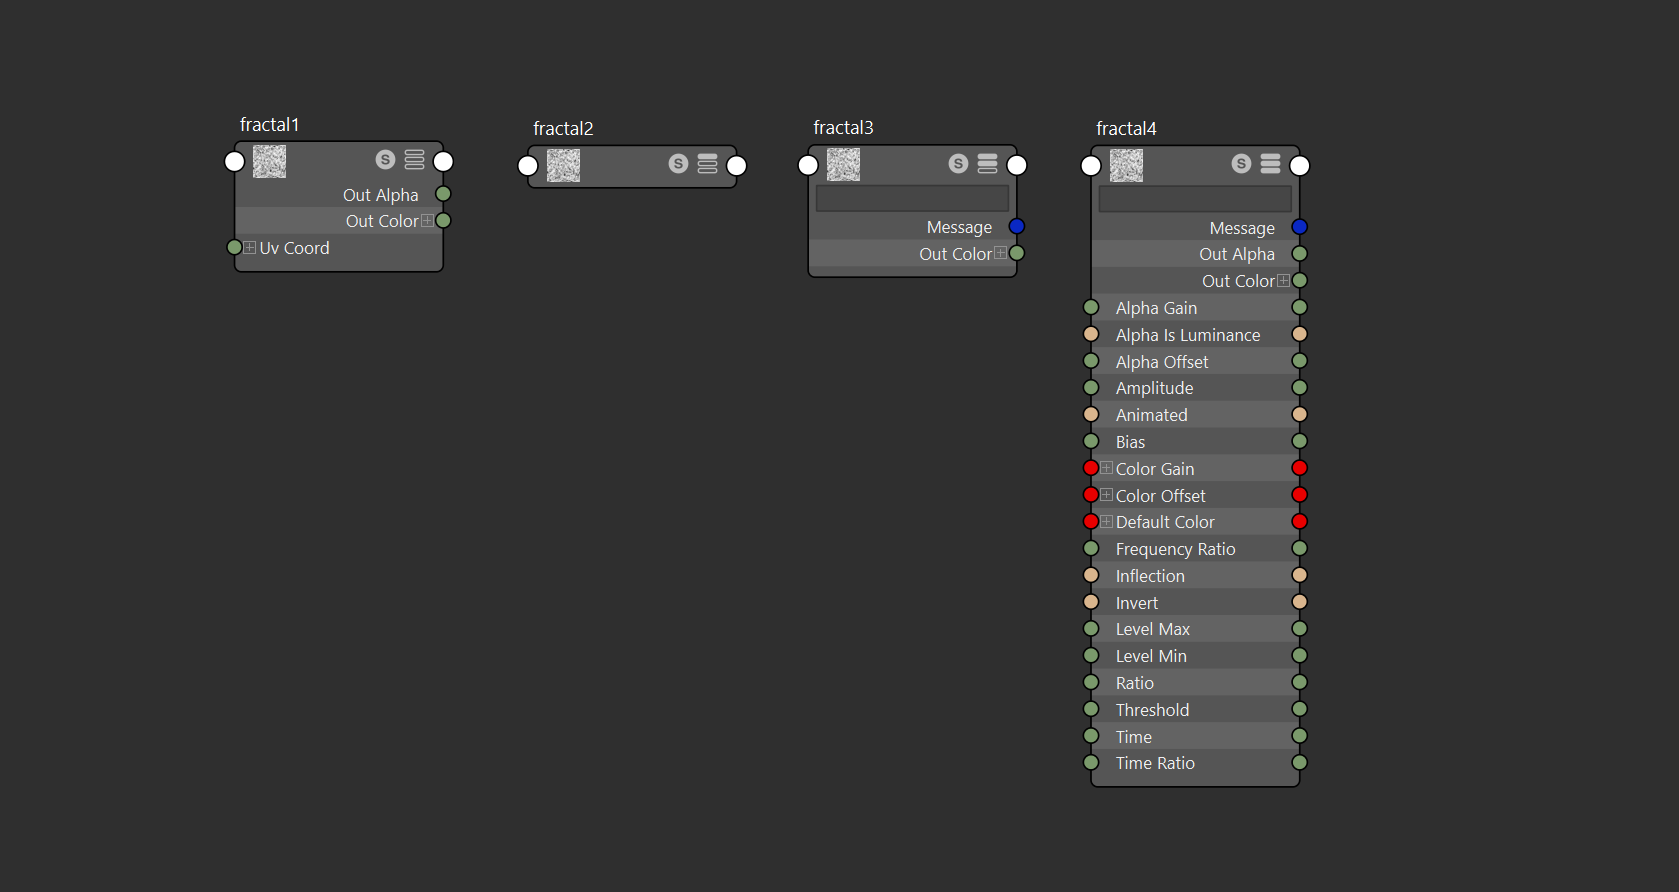 fractal1
S
Out Alpha
Out Color
Uv Coord
fractal2
S
fractal3
S
Message
Out Color
fractal4
S
Message
Out Alpha
Out Color
Alpha Gain
Alpha Is Luminance
Alpha Offset
Amplitude
Animated
Bias
Color Gain
Color Offset
Default Color
Frequency Ratio
Inflection
Invert
Level Max
Level Min
Ratio
Threshold
Time
Time Ratio